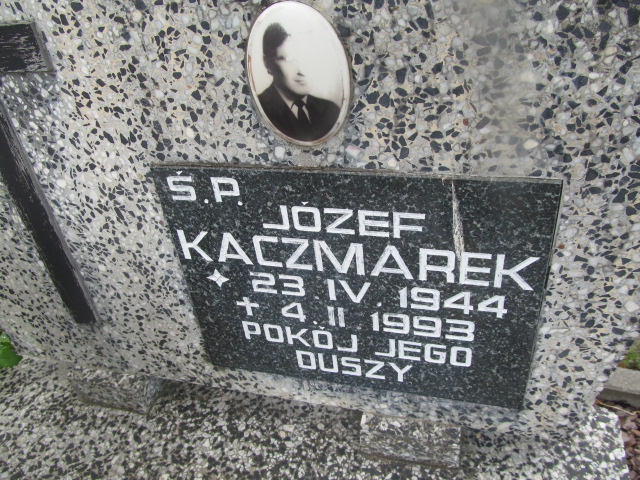 Ś.P.
JÓZEF
KACZMAREK
23. IV. 1944
4. II 1993
POKÓJ JEGO
DUSZY